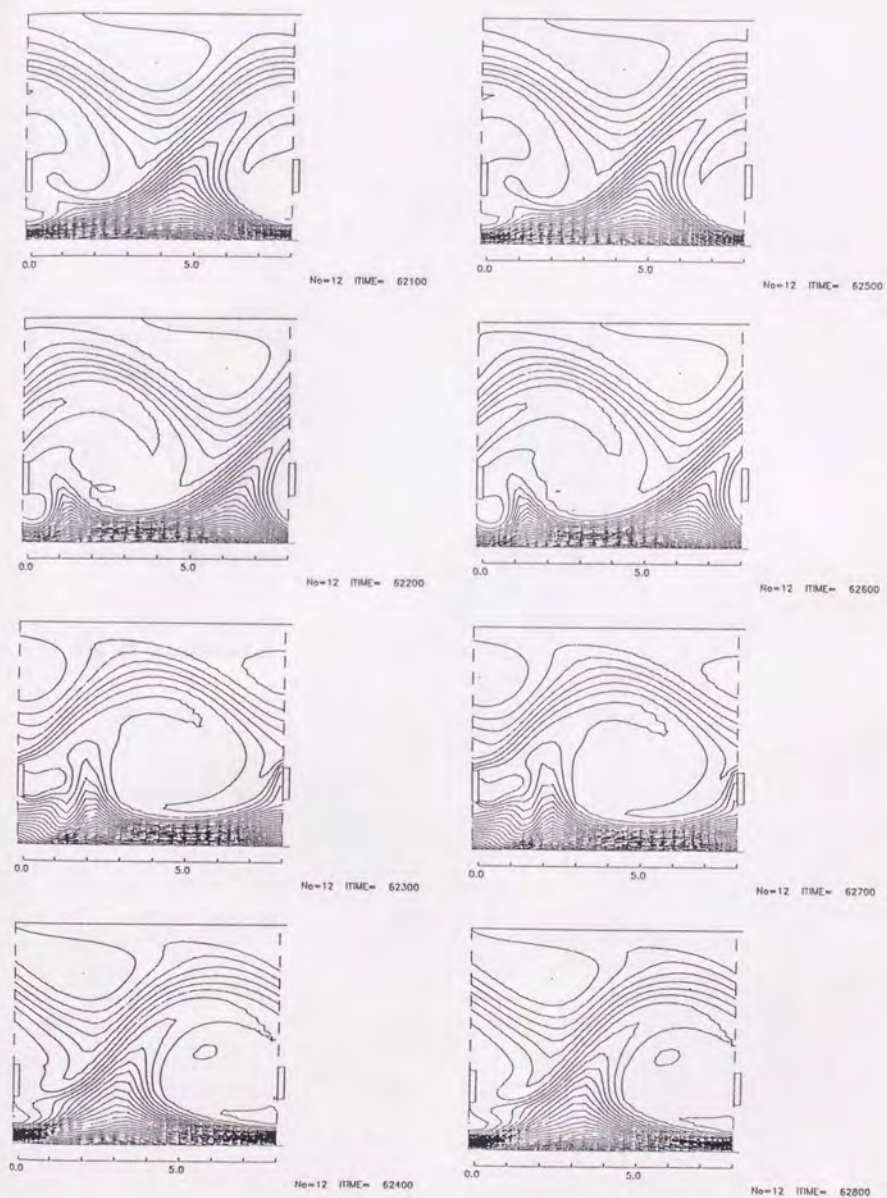 0.0 5.0
No=12 ITIME= 62100
0.0 5.0
No=12 ITIME= 62500
0.0 5.0
No=12 ITIME= 62200
0.0 5.0
No=12 ITIME= 62600
0.0 5.0
No=12 ITIME= 62300
0.0 5.0
No=12 ITIME= 62700
0.0 5.0
No=12 ITIME= 62400
0.0 5.0
No=12 ITIME= 62800